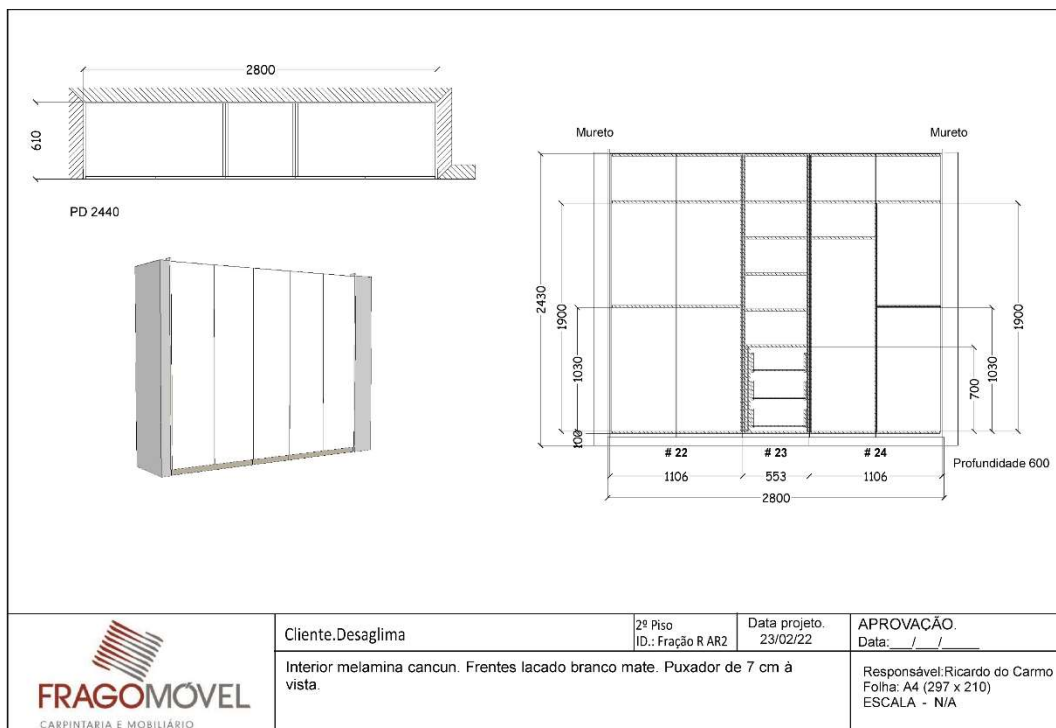 2800
610
PD 2440
Mureto
Mureto
2430
1900
1030
100
700
1030
1900
# 22
# 23
# 24
Profundidade 600
1106
553
1106
2800
FRAGOMÓVEL
CARPINTARIA E MOBILIÁRIO
Cliente.Desaglima
2º Piso
ID.: Fração R AR2
Data projeto.
23/02/22
APROVAÇÃO.
Data:___/___/_____
Interior melamina cancun. Frentes lacado branco mate. Puxador de 7 cm à
vista.
Responsável:Ricardo do Carmo
Folha: A4 (297 x 210)
ESCALA - N/A